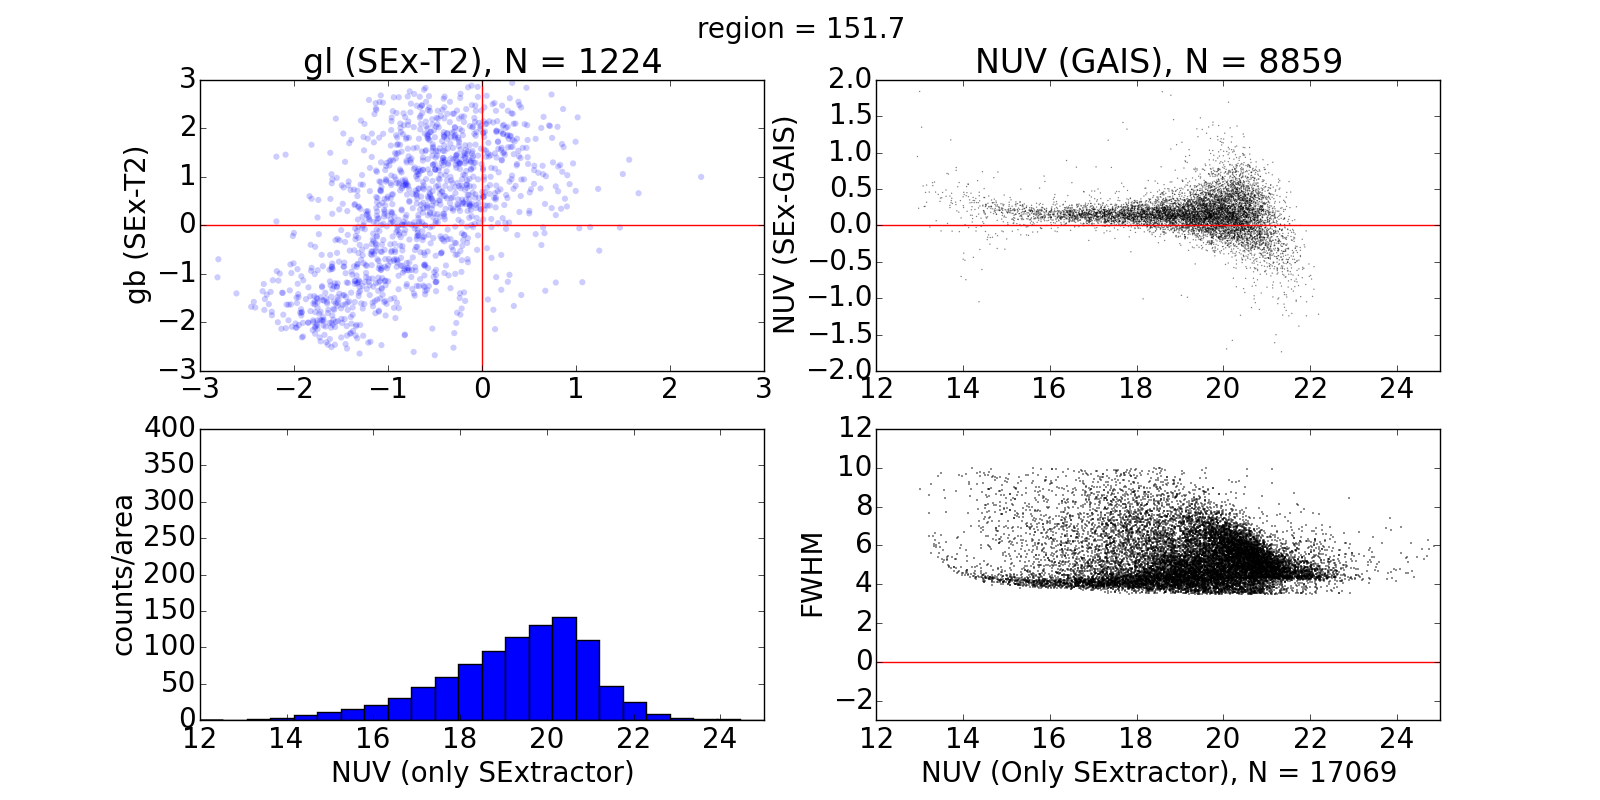 region = 151.7
gl (SEx-T2), N = 1224
3
2
1
0
−1
−2
−3
gb (SEx-T2)
−3 −2 −1 0 1 2 3
NUV (GAIS), N = 8859
2.0
1.5
1.0
0.5
0.0
−0.5
−1.0
−1.5
−2.0
NUV (SEx-GAIS)
12 14 16 18 20 22 24
400
350
300
250
200
150
100
50
0
counts/area
12 14 16 18 20 22 24
NUV (only SExtractor)
12
10
8
6
4
2
0
−2
FWHM
12 14 16 18 20 22 24
NUV (Only SExtractor), N = 17069